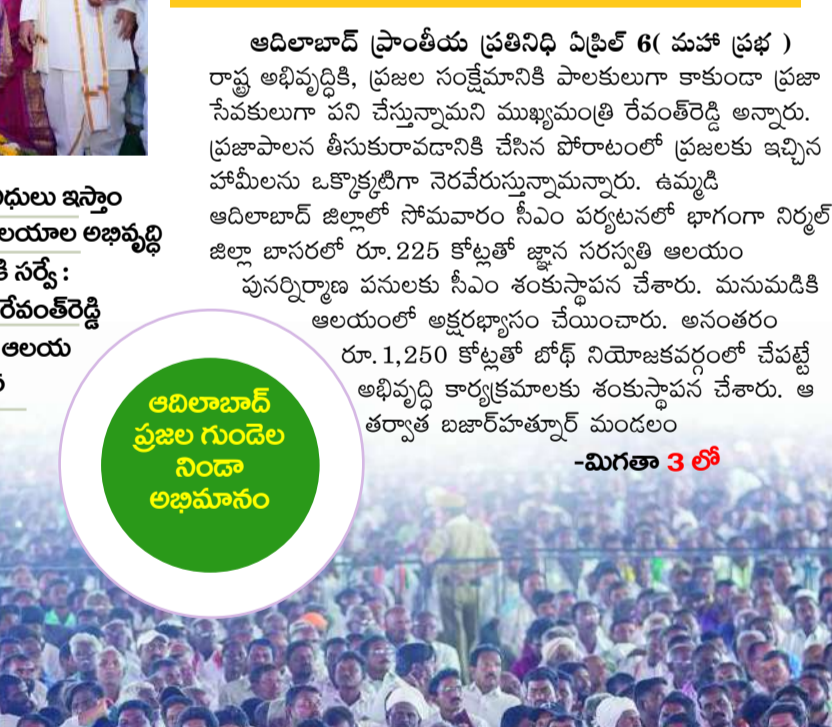 ఆదిలాబాద్ ప్రాంతీయ ప్రతినిధి ఏప్రిల్ 6( మహా ప్రభ )
రాష్ట్ర అభివృద్ధికి, ప్రజల సంక్షేమానికి పాలకులుగా కాకుండా ప్రజా
సేవకులుగా పని చేస్తున్నామని ముఖ్యమంత్రి రేవంత్‌రెడ్డి అన్నారు.
ప్రజాపాలన తీసుకురావడానికి చేసిన పోరాటంలో ప్రజలకు ఇచ్చిన
హామీలను ఒక్కొక్కటిగా నెరవేరుస్తున్నామన్నారు. ఉమ్మడి
ఆదిలాబాద్ జిల్లాలో సోమవారం సీఎం పర్యటనలో భాగంగా నిర్మల్
జిల్లా బాసరలో రూ.225 కోట్లతో జ్ఞాన సరస్వతి ఆలయం
పునర్నిర్మాణ పనులకు సీఎం శంకుస్థాపన చేశారు. మనుమడికి
ఆలయంలో అక్షరభ్యాసం చేయించారు. అనంతరం
రూ.1,250 కోట్లతో బోథ్ నియోజకవర్గంలో చేపట్టే
అభివృద్ధి కార్యక్రమాలకు శంకుస్థాపన చేశారు. ఆ
తర్వాత బజార్‌హత్నూర్ మండలం
-మిగతా 3 లో
ధులు ఇస్తాం
లయాల అభివృద్ధి
కి సర్వే :
రేవంత్‌రెడ్డి
ఆలయ
ఆదిలాబాద్
ప్రజల గుండెల
నిండా
అభిమానం